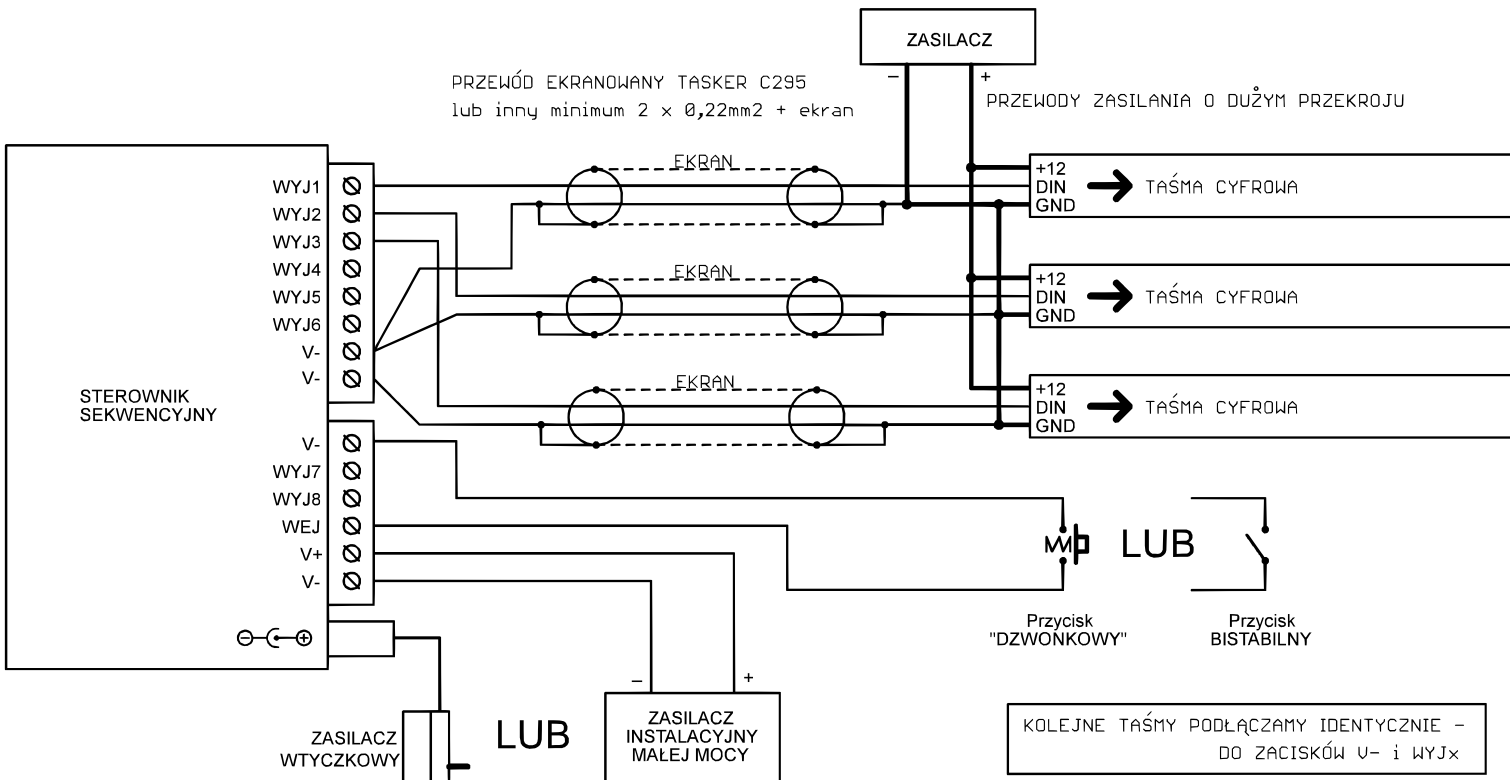 ZASILACZ
– +
PRZEWÓD EKRANOWANY TASKER C295
lub inny minimum 2 x 0,22mm2 + ekran
PRZEWODY ZASILANIA O DUŻYM PRZEKROJU
STEROWNIK
SEKWENCYJNY
WYJ1
WYJ2
WYJ3
WYJ4
WYJ5
WYJ6
V-
V-
V-
WYJ7
WYJ8
WEJ
V+
V-
EKRAN
+12
DIN
GND
TAŚMA CYFROWA
EKRAN
+12
DIN
GND
TAŚMA CYFROWA
EKRAN
+12
DIN
GND
TAŚMA CYFROWA
LUB
Przycisk
"DZWONKOWY"
Przycisk
BISTABILNY
ZASILACZ
WTYCZKOWY
LUB
– +
ZASILACZ
INSTALACYJNY
MAŁEJ MOCY
KOLEJNE TAŚMY PODŁĄCZAMY IDENTYCZNIE -
DO ZACISKÓW V- i WYJx